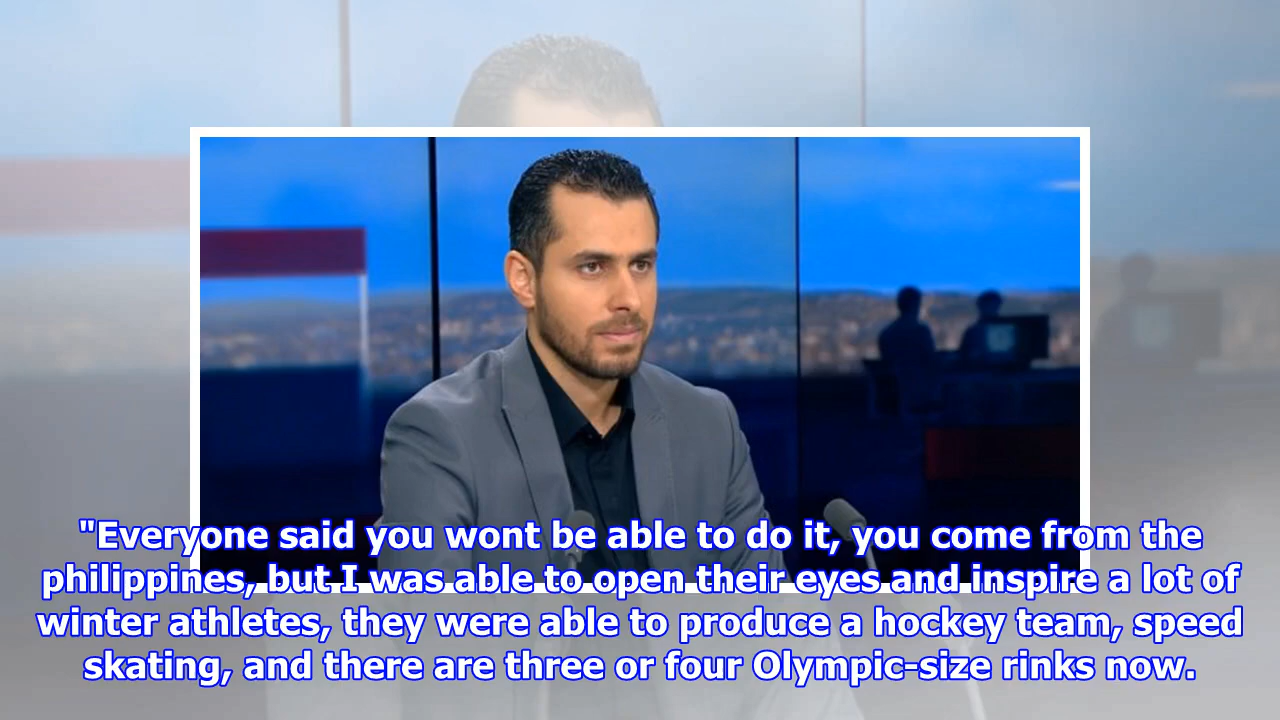 "Everyone said you wont be able to do it, you come from the
philippines, but I was able to open their eyes and inspire a lot of
winter athletes, they were able to produce a hockey team, speed
skating, and there are three or four Olympic-size rinks now.